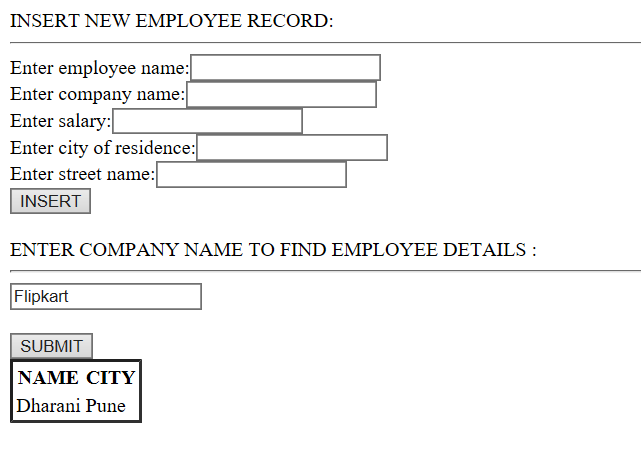 INSERT NEW EMPLOYEE RECORD:
Enter employee name:
Enter company name:
Enter salary:
Enter city of residence:
Enter street name:
INSERT
ENTER COMPANY NAME TO FIND EMPLOYEE DETAILS :
Flipkart
SUBMIT
NAME CITY
Dharani Pune